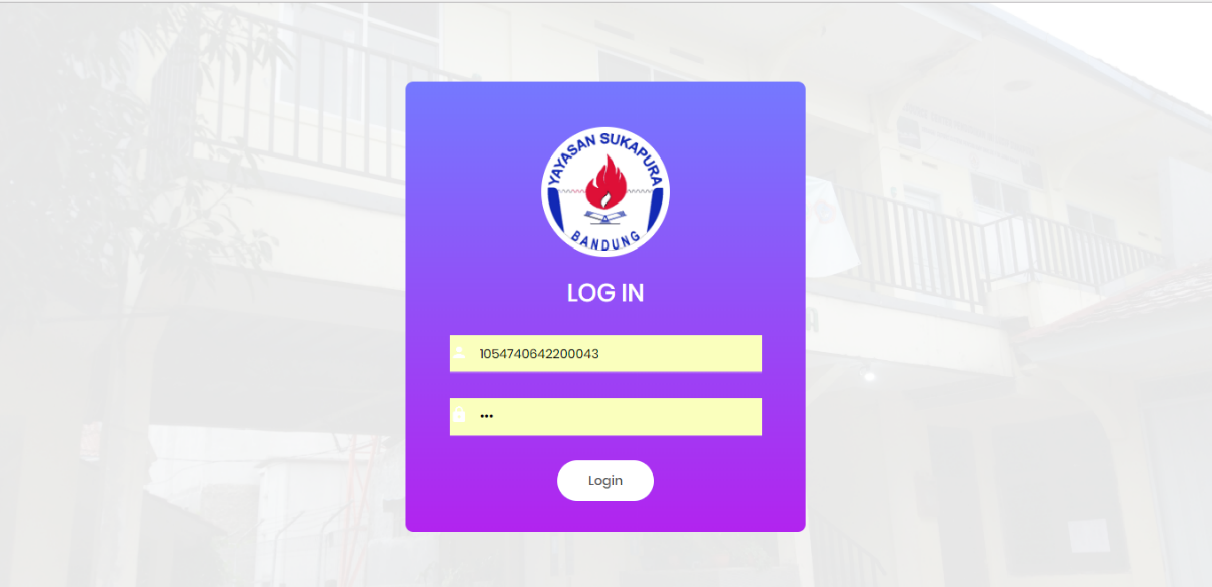 YAYASAN SUKAPURA
BANDUNG
LOG IN
1054740642200043
•••
Login